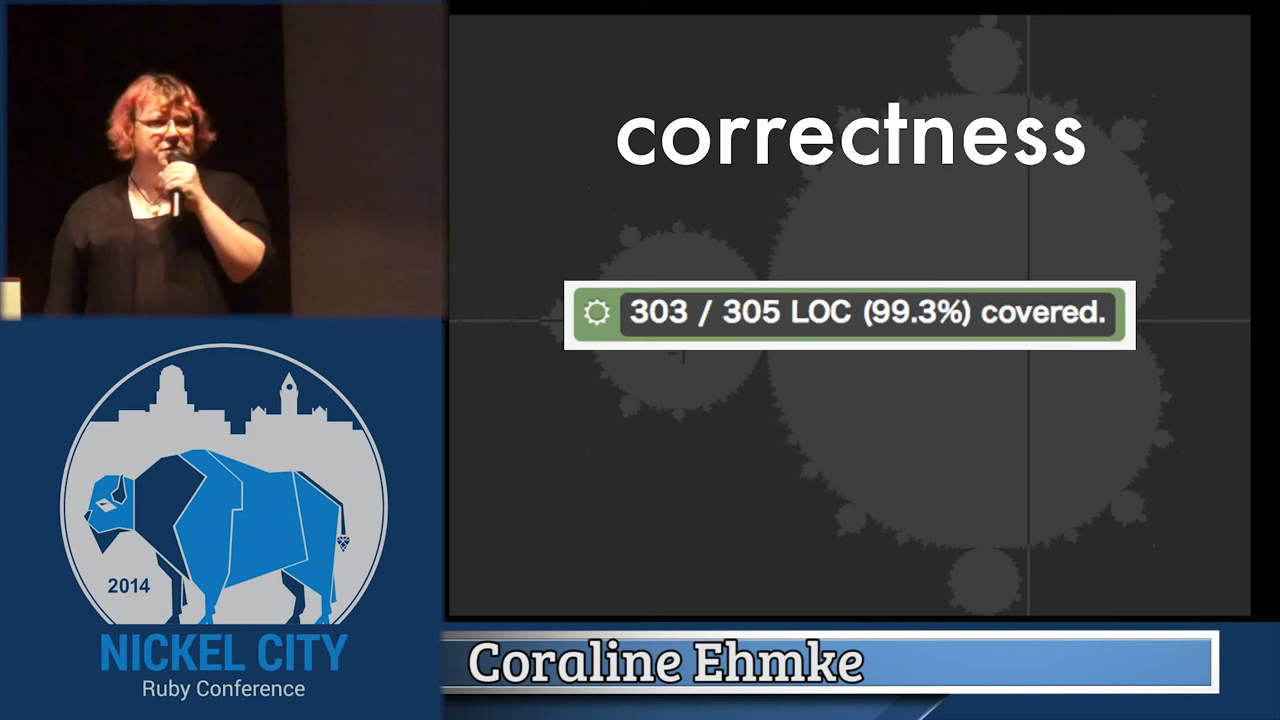 correctness
303 / 305 LOC (99.3%) covered.
2014
NICKEL CITY
Ruby Conference
Coraline Ehmke